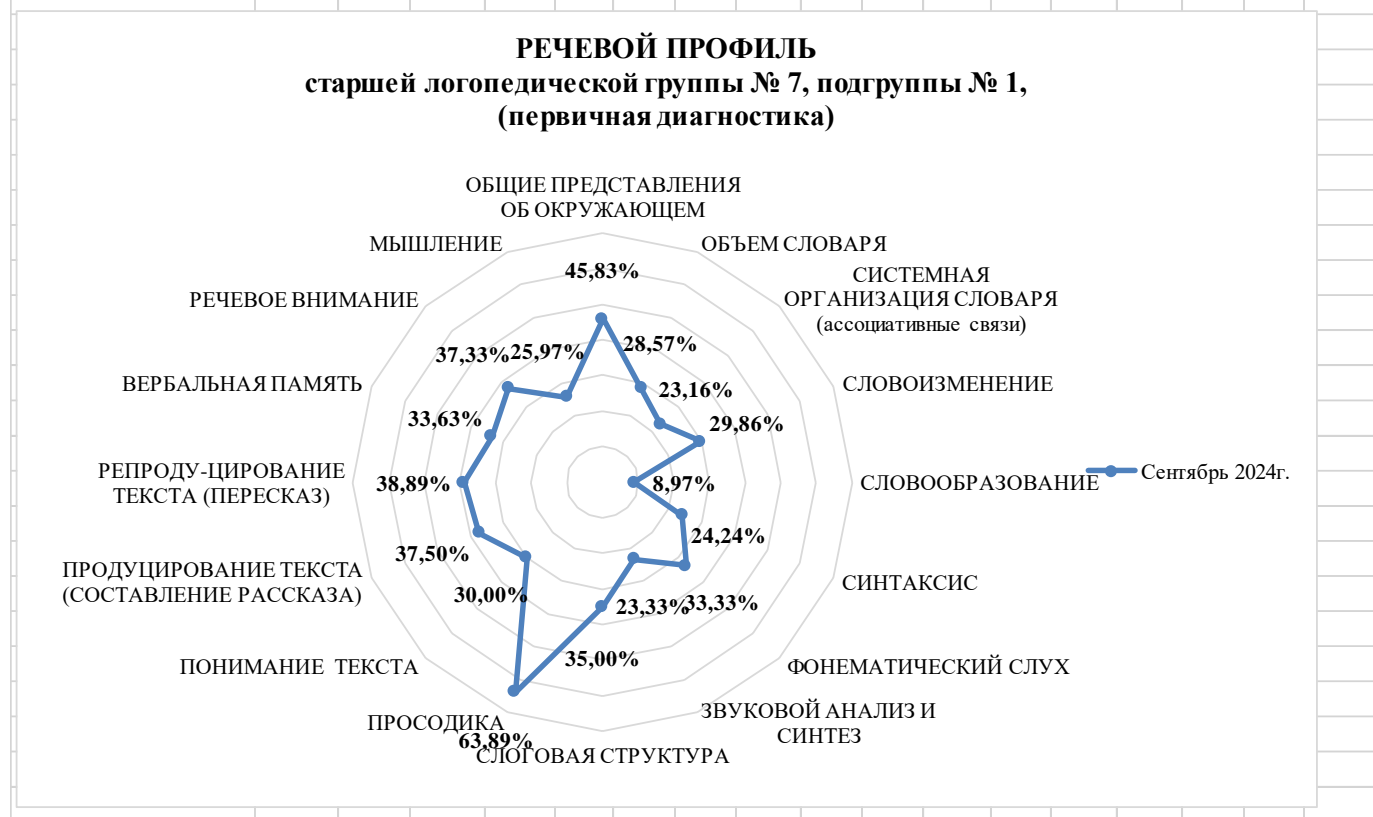 РЕЧЕВОЙ ПРОФИЛЬ
старшей логопедической группы № 7, подгруппы № 1,
(первичная диагностика)
ОБЩИЕ ПРЕДСТАВЛЕНИЯ
ОБ ОКРУЖАЮЩЕМ
МЫШЛЕНИЕ
ОБЪЕМ СЛОВАРЯ
45,83%
СИСТЕМНАЯ
ОРГАНИЗАЦИЯ СЛОВАРЯ
(ассоциативные связи)
РЕЧЕВОЕ ВНИМАНИЕ
37,33%
25,97%
28,57%
ВЕРБАЛЬНАЯ ПАМЯТЬ
23,16%
СЛОВОИЗМЕНЕНИЕ
33,63%
29,86%
РЕПРОДУ-ЦИРОВАНИЕ
ТЕКСТА (ПЕРЕСКАЗ)
38,89%
8,97%
СЛОВООБРАЗОВАНИЕ
Сентябрь 2024г.
37,50%
24,24%
ПРОДУЦИРОВАНИЕ ТЕКСТА
(СОСТАВЛЕНИЕ РАССКАЗА)
СИНТАКСИС
30,00%
23,33%
33,33%
35,00%
ПОНИМАНИЕ ТЕКСТА
ФОНЕМАТИЧЕСКИЙ СЛУХ
ПРОСОДИКА
63,89%
ЗВУКОВОЙ АНАЛИЗ И
СИНТЕЗ
СЛОГОВАЯ СТРУКТУРА